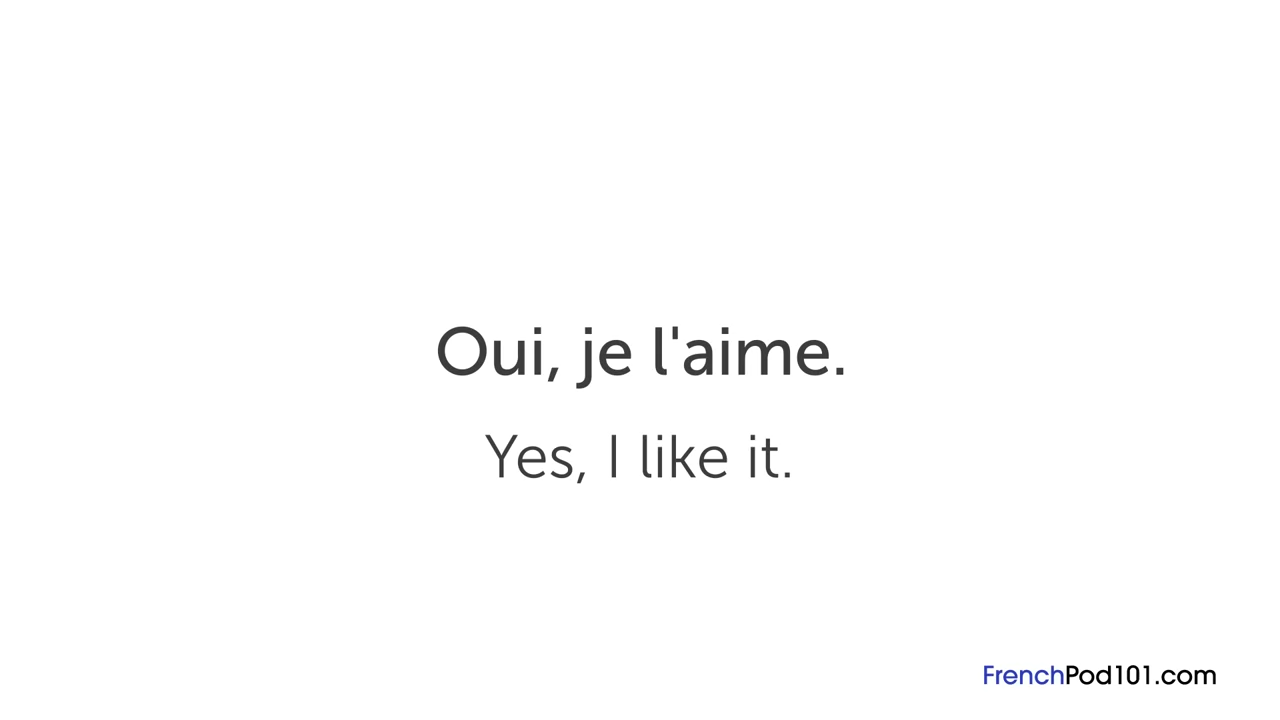 Oui, je l'aime.
Yes, I like it.
FrenchPod101.com